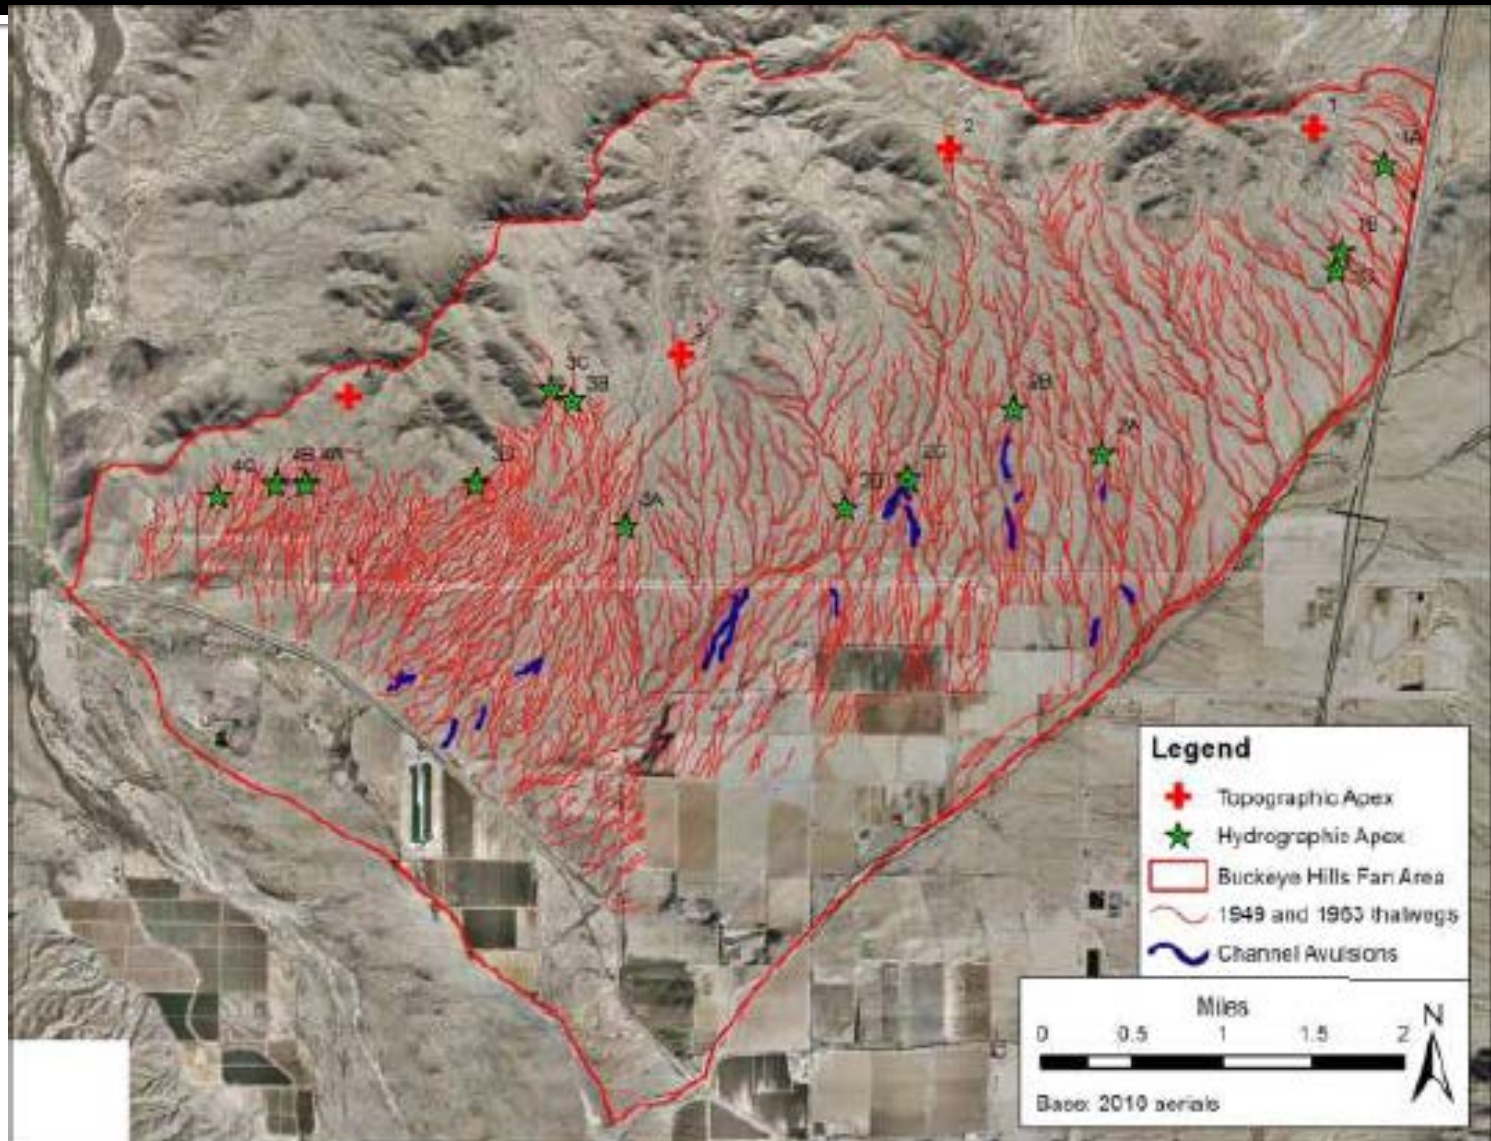 2
1
1A
1B
3
3C
3B
2B
2A
2C
2D
3D
3A
4C
4B 4A
Legend
Topographic Apex
Hydrographic Apex
Buckeye Hills Fan Area
1949 and 1953 thalwegs
Channel Avulsions
Miles
0 0.5 1 1.5 2
N
Base: 2010 aerials